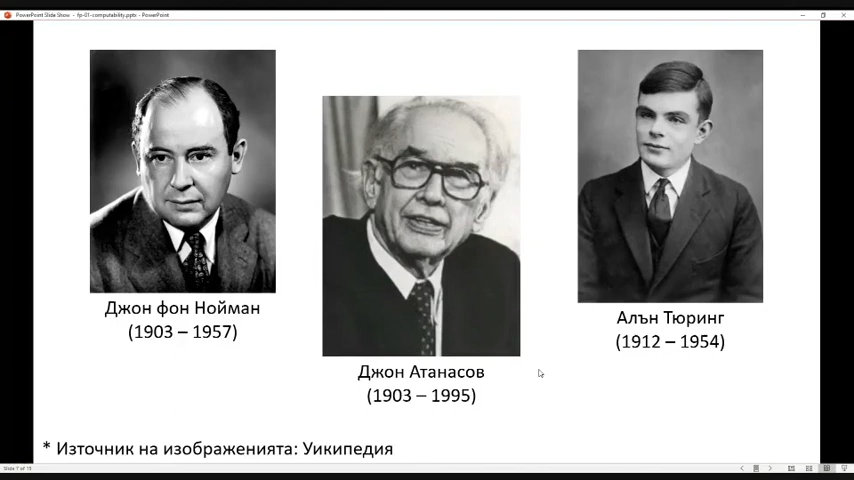 PowerPoint Slide Show - fp-01-computability.pptx - PowerPoint
Джон фон Нойман
(1903 – 1957)
Джон Атанасов
(1903 – 1995)
Алън Тюринг
(1912 – 1954)
* Източник на изображенията: Уикипедия
Slide 7 of 18